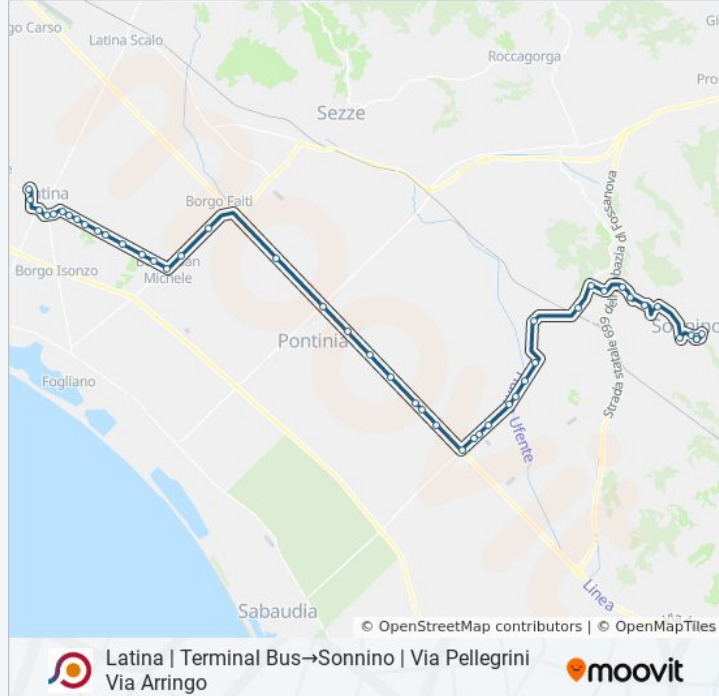 go Carso
Latina Scalo
Roccagorga
Sezze
Latina
Borgo Faiti
Borgo Isonzo
Michele
Pontinia
Fogliano
Ufente
Strada statale 699 dell'Abbazia di Fossanova
Sonnino
Linea
Sabaudia
© OpenStreetMap contributors | © OpenMapTiles
Latina | Terminal Bus→Sonnino | Via Pellegrini
Via Arringo
moovit